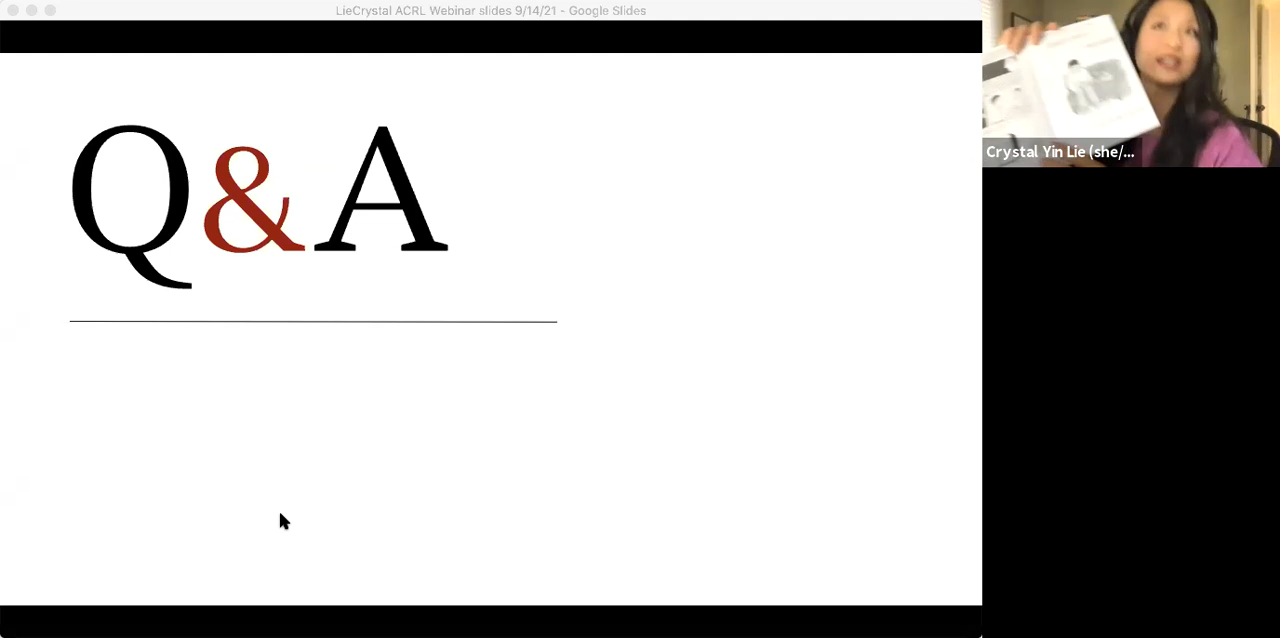 LieCrystal ACRL Webinar slides 9/14/21 - Google Slides
Q&A
Crystal Yin Lie (she/...